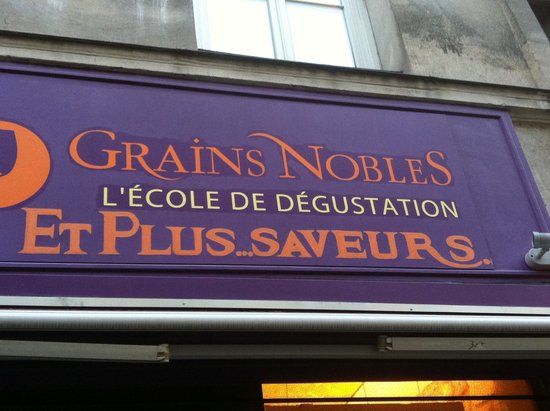 GRAINS NOBLES
L'ÉCOLE DE DÉGUSTATION
ET PLUS...SAVEURS.